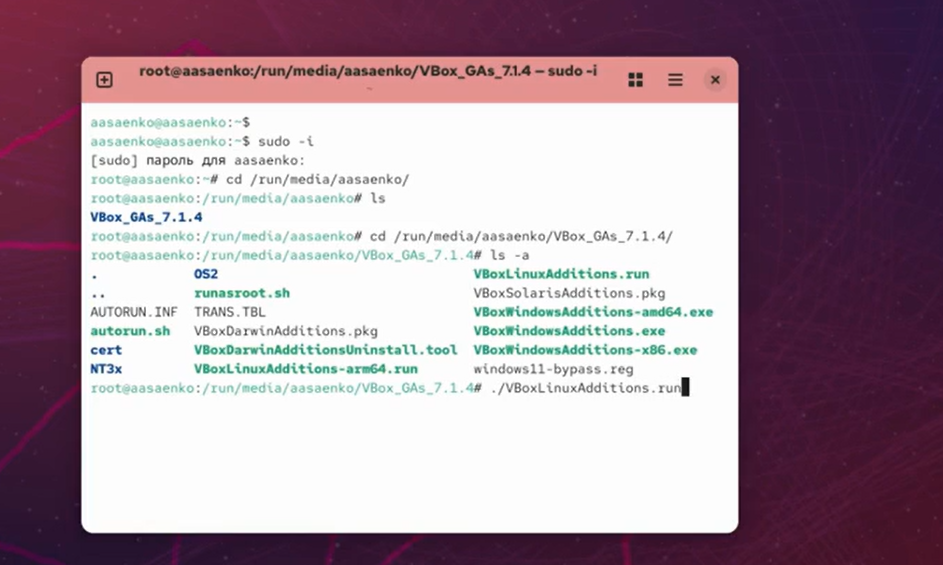 root@aasaenko:/run/media/aasaenko/VBox_GAs_7.1.4 — sudo -i
~
aasaenko@aasaenko:~$
aasaenko@aasaenko:~$ sudo -i
[sudo] пароль для aasaenko:
root@aasaenko:~# cd /run/media/aasaenko/
root@aasaenko:/run/media/aasaenko# ls
VBox_GAs_7.1.4
root@aasaenko:/run/media/aasaenko# cd /run/media/aasaenko/VBox_GAs_7.1.4/
root@aasaenko:/run/media/aasaenko/VBox_GAs_7.1.4# ls -a
. OS2 VBoxLinuxAdditions.run
.. runasroot.sh VBoxSolarisAdditions.pkg
AUTORUN.INF TRANS.TBL VBoxWindowsAdditions-amd64.exe
autorun.sh VBoxDarwinAdditions.pkg VBoxWindowsAdditions.exe
cert VBoxDarwinAdditionsUninstall.tool VBoxWindowsAdditions-x86.exe
NT3x VBoxLinuxAdditions-arm64.run windows11-bypass.reg
root@aasaenko:/run/media/aasaenko/VBox_GAs_7.1.4# ./VBoxLinuxAdditions.run